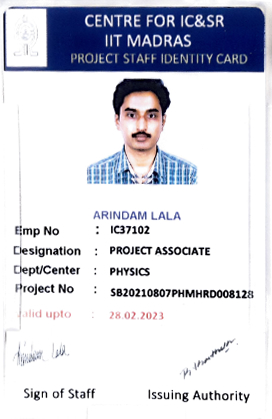 CENTRE FOR IC&SR
IIT MADRAS
PROJECT STAFF IDENTITY CARD
ARINDAM LALA
Emp No : IC37102
Designation : PROJECT ASSOCIATE
Dept/Center : PHYSICS
Project No : SB20210807PHMHRD008128
Valid upto : 28.02.2023
Arindam Lala
Sign of Staff Issuing Authority